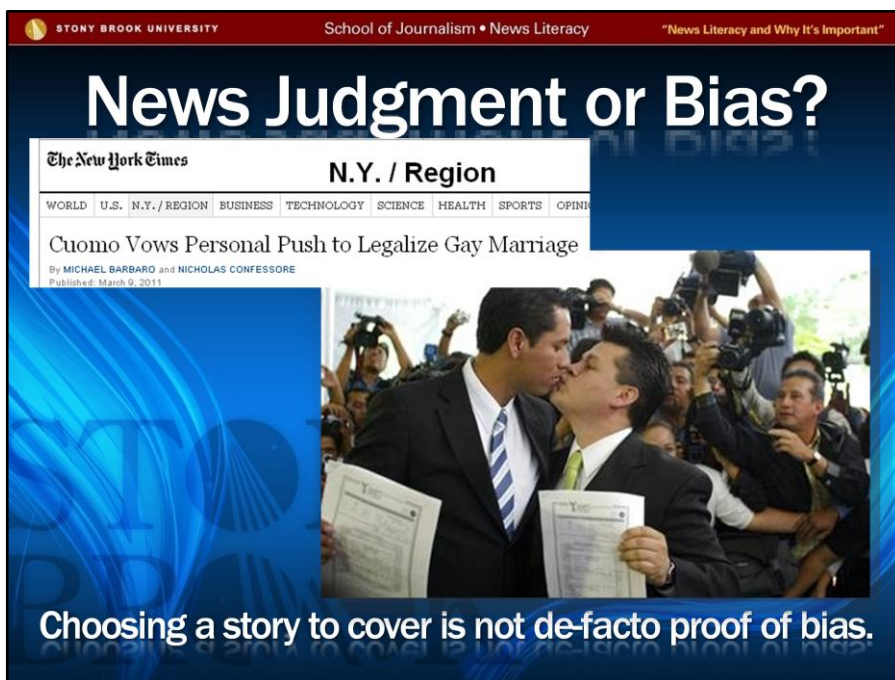 STONY BROOK UNIVERSITY
School of Journalism • News Literacy
"News Literacy and Why It's Important"
News Judgment or Bias?
The New York Times
N.Y. / Region
WORLD U.S. N.Y. / REGION BUSINESS TECHNOLOGY SCIENCE HEALTH SPORTS
Cuomo Vows Personal Push to Legalize Gay Marriage
By MICHAEL BARBARO and NICHOLAS CONFESSORE
Published: March 9, 2011
STONY
BROOK
Choosing a story to cover is not de-facto proof of bias.